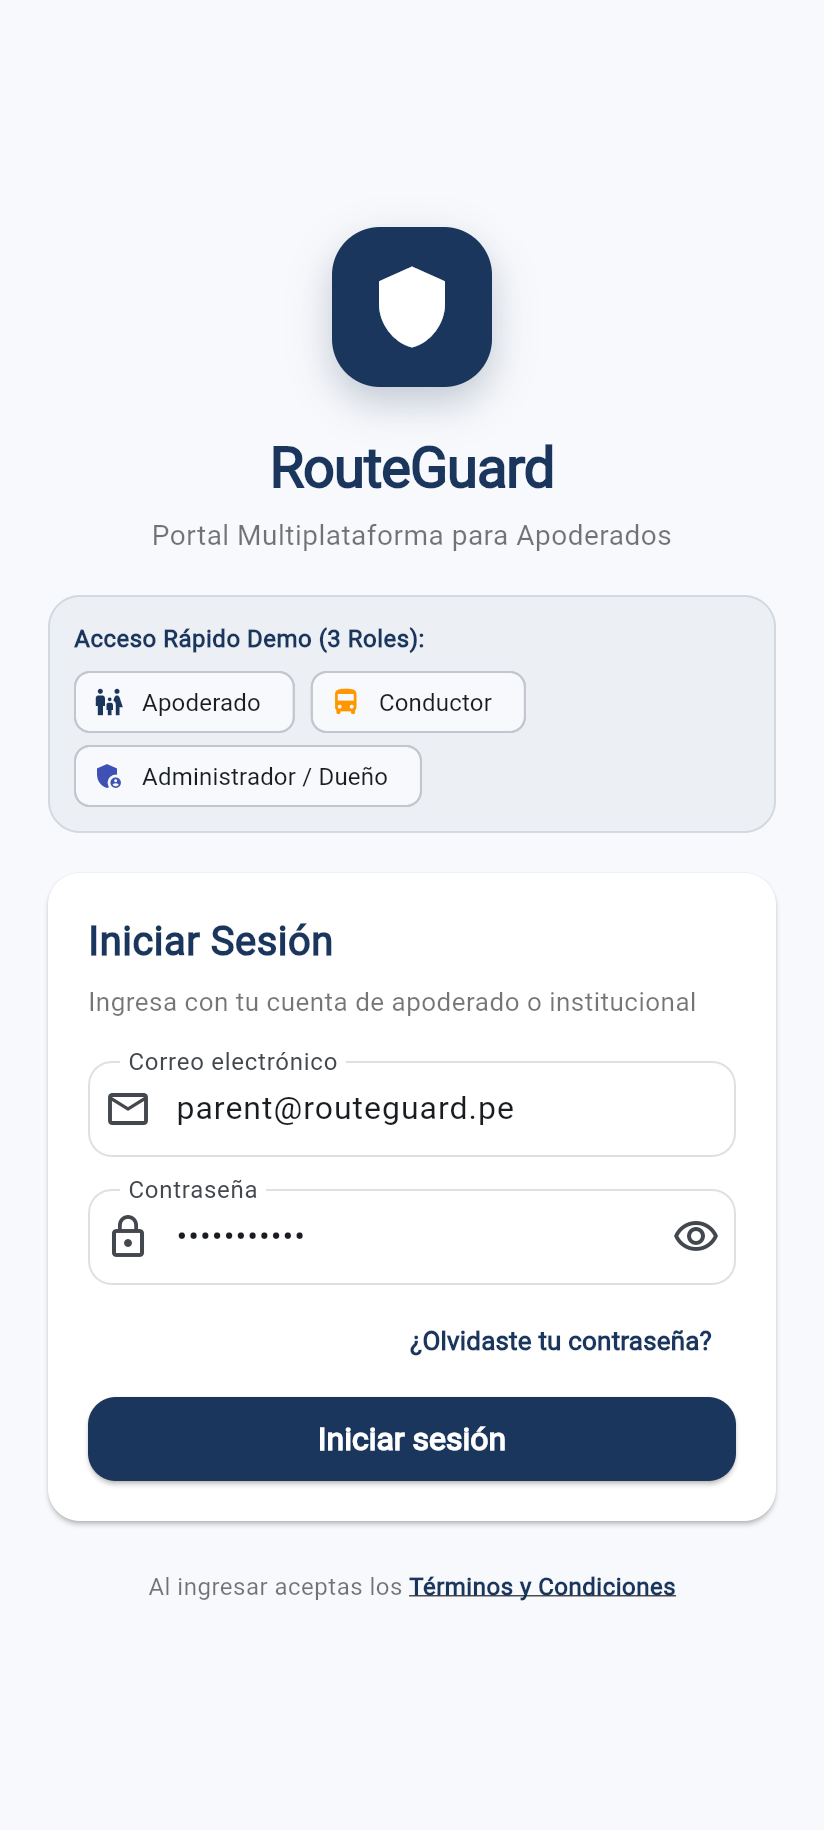 RouteGuard
Portal Multiplataforma para Apoderados
Acceso Rápido Demo (3 Roles):
Apoderado
Conductor
Administrador / Dueño
Iniciar Sesión
Ingresa con tu cuenta de apoderado o institucional
Correo electrónico
parent@routeguard.pe
Contraseña
•••••••••••
¿Olvidaste tu contraseña?
Iniciar sesión
Al ingresar aceptas los Términos y Condiciones